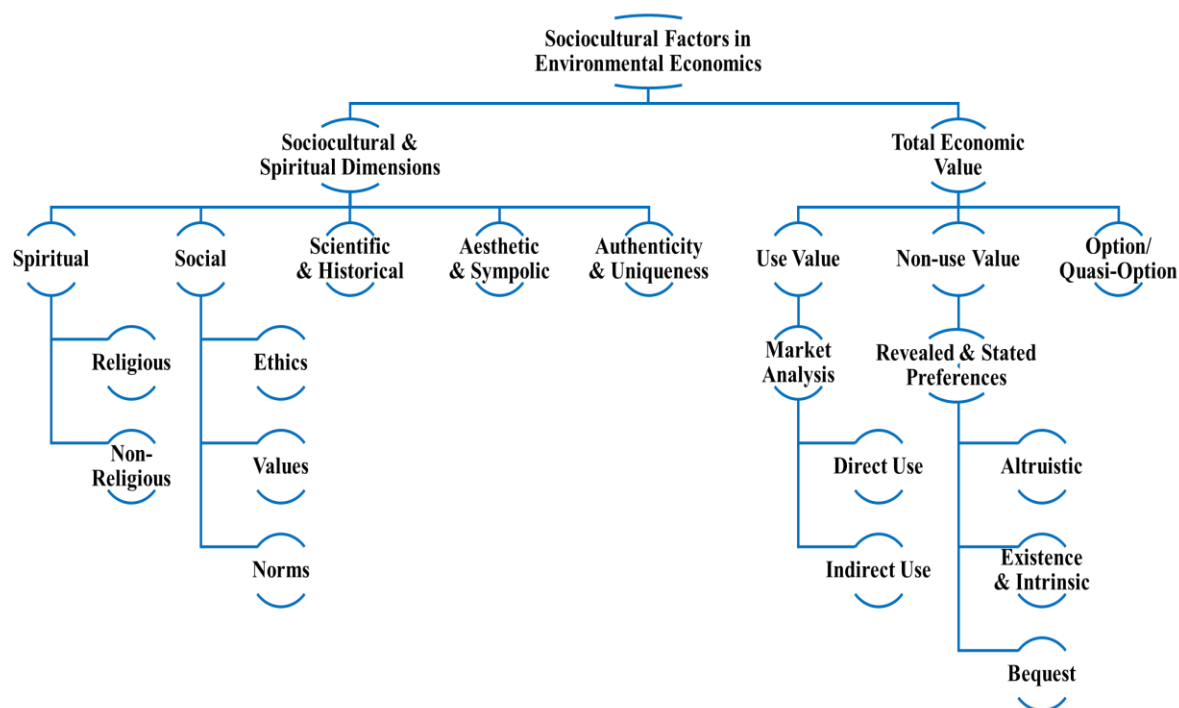 Sociocultural Factors in
Environmental Economics
Sociocultural &
Spiritual Dimensions
Total Economic
Value
Spiritual
Social
Scientific
& Historical
Aesthetic
& Sympolic
Authenticity
& Uniqueness
Use Value
Non-use Value
Option/
Quasi-Option
Religious
Non-
Religious
Ethics
Values
Norms
Market
Analysis
Direct Use
Indirect Use
Revealed & Stated
Preferences
Altruistic
Existence
& Intrinsic
Bequest